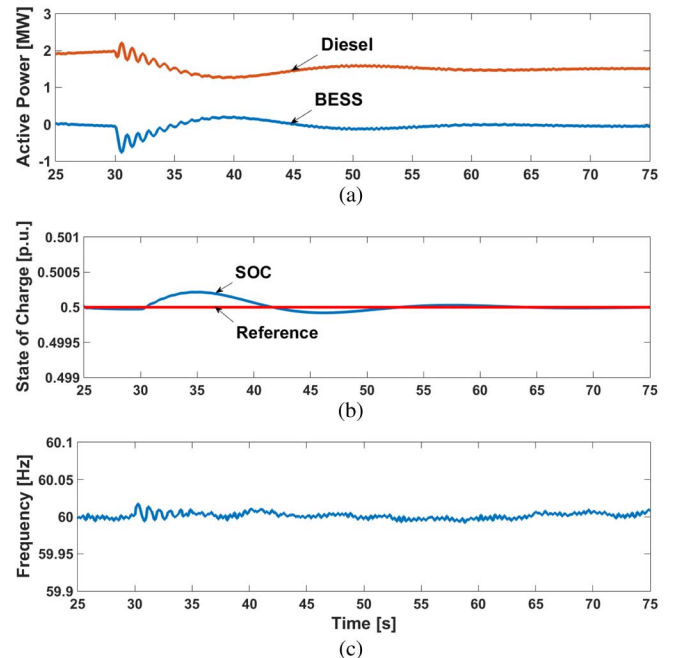 Active Power [MW]
3
2
1
0
-1
Diesel
BESS
25 30 35 40 45 50 55 60 65 70 75
(a)
State of Charge [p.u.]
0.501
0.5005
0.5
0.4995
0.499
SOC
Reference
25 30 35 40 45 50 55 60 65 70 75
(b)
Frequency [Hz]
60.1
60.05
60
59.95
59.9
25 30 35 40 45 50 55 60 65 70 75
Time [s]
(c)